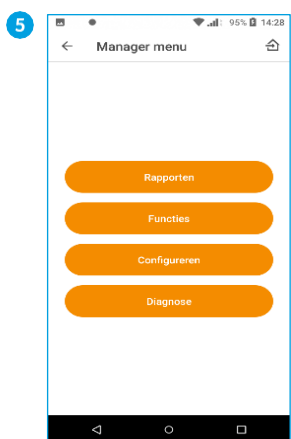 5
95% 14:28
Manager menu
Rapporten
Functies
Configureren
Diagnose